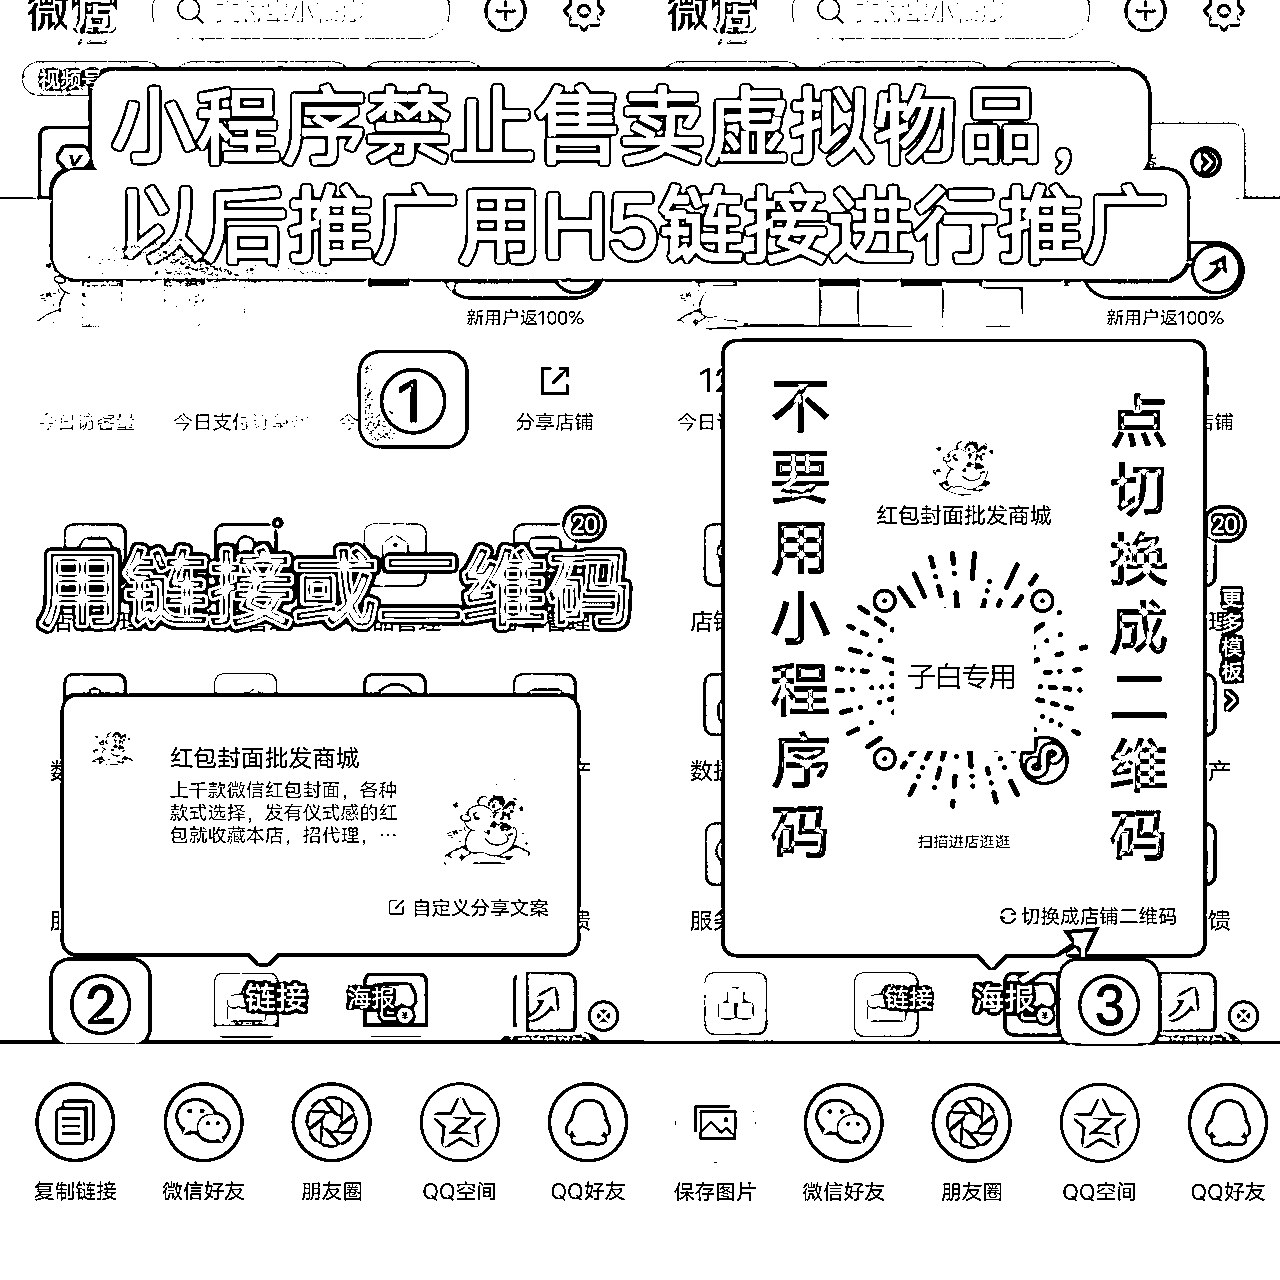 微店
微店
视频号
小程序禁止售卖虚拟物品，
以后推广用H5链接进行推广
新用户返100%
新用户返100%
①
今日访客量
今日支付
分享店铺
20
用链接或二维码
红包封面批发商城
上千款微信红包封面，各种
款式选择，发有仪式感的红
包就收藏本店，招代理，…
自定义分享文案
②
链接
海报
复制链接
微信好友
朋友圈
QQ空间
QQ好友
不要用小程序码
点切换成二维码
红包封面批发商城
子白专用
扫描进店逛逛
切换成店铺二维码
20
更多模板
链接
海报
③
保存图片
微信好友
朋友圈
QQ空间
QQ好友